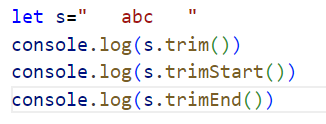 let s="   abc   "
console.log(s.trim())
console.log(s.trimStart())
console.log(s.trimEnd())